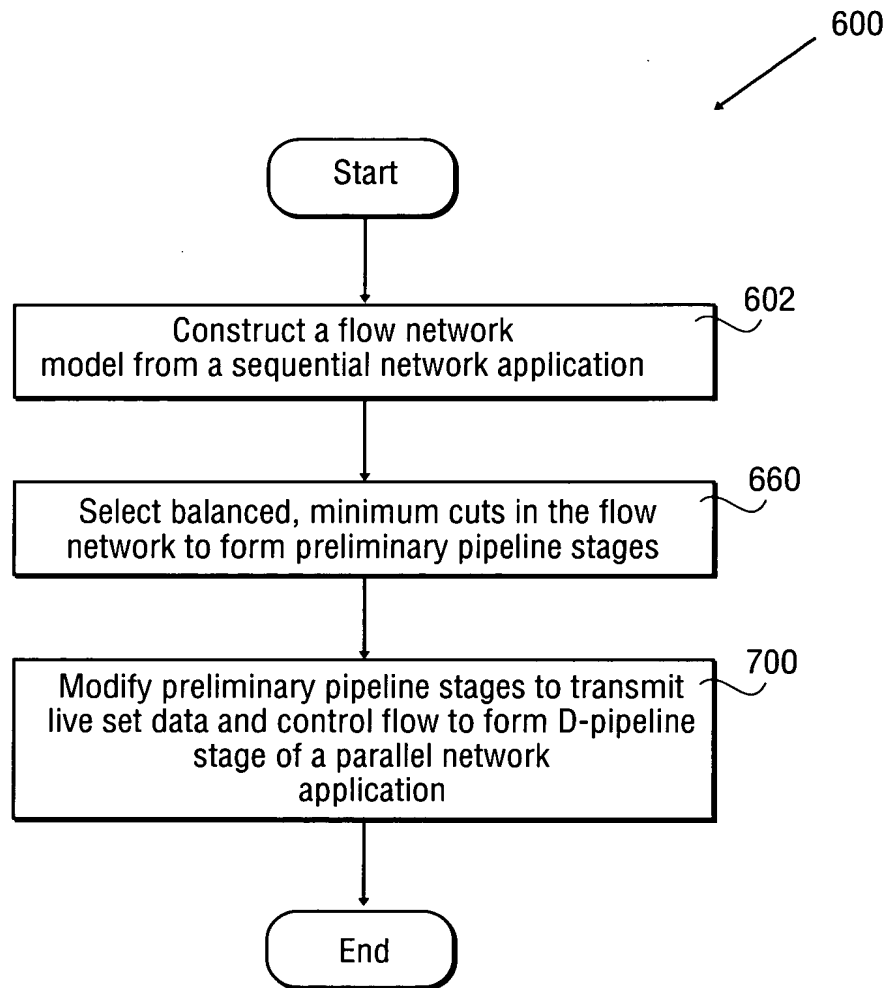 600
Start
602
Construct a flow network
model from a sequential network application
660
Select balanced, minimum cuts in the flow
network to form preliminary pipeline stages
700
Modify preliminary pipeline stages to transmit
live set data and control flow to form D-pipeline
stage of a parallel network
application
End